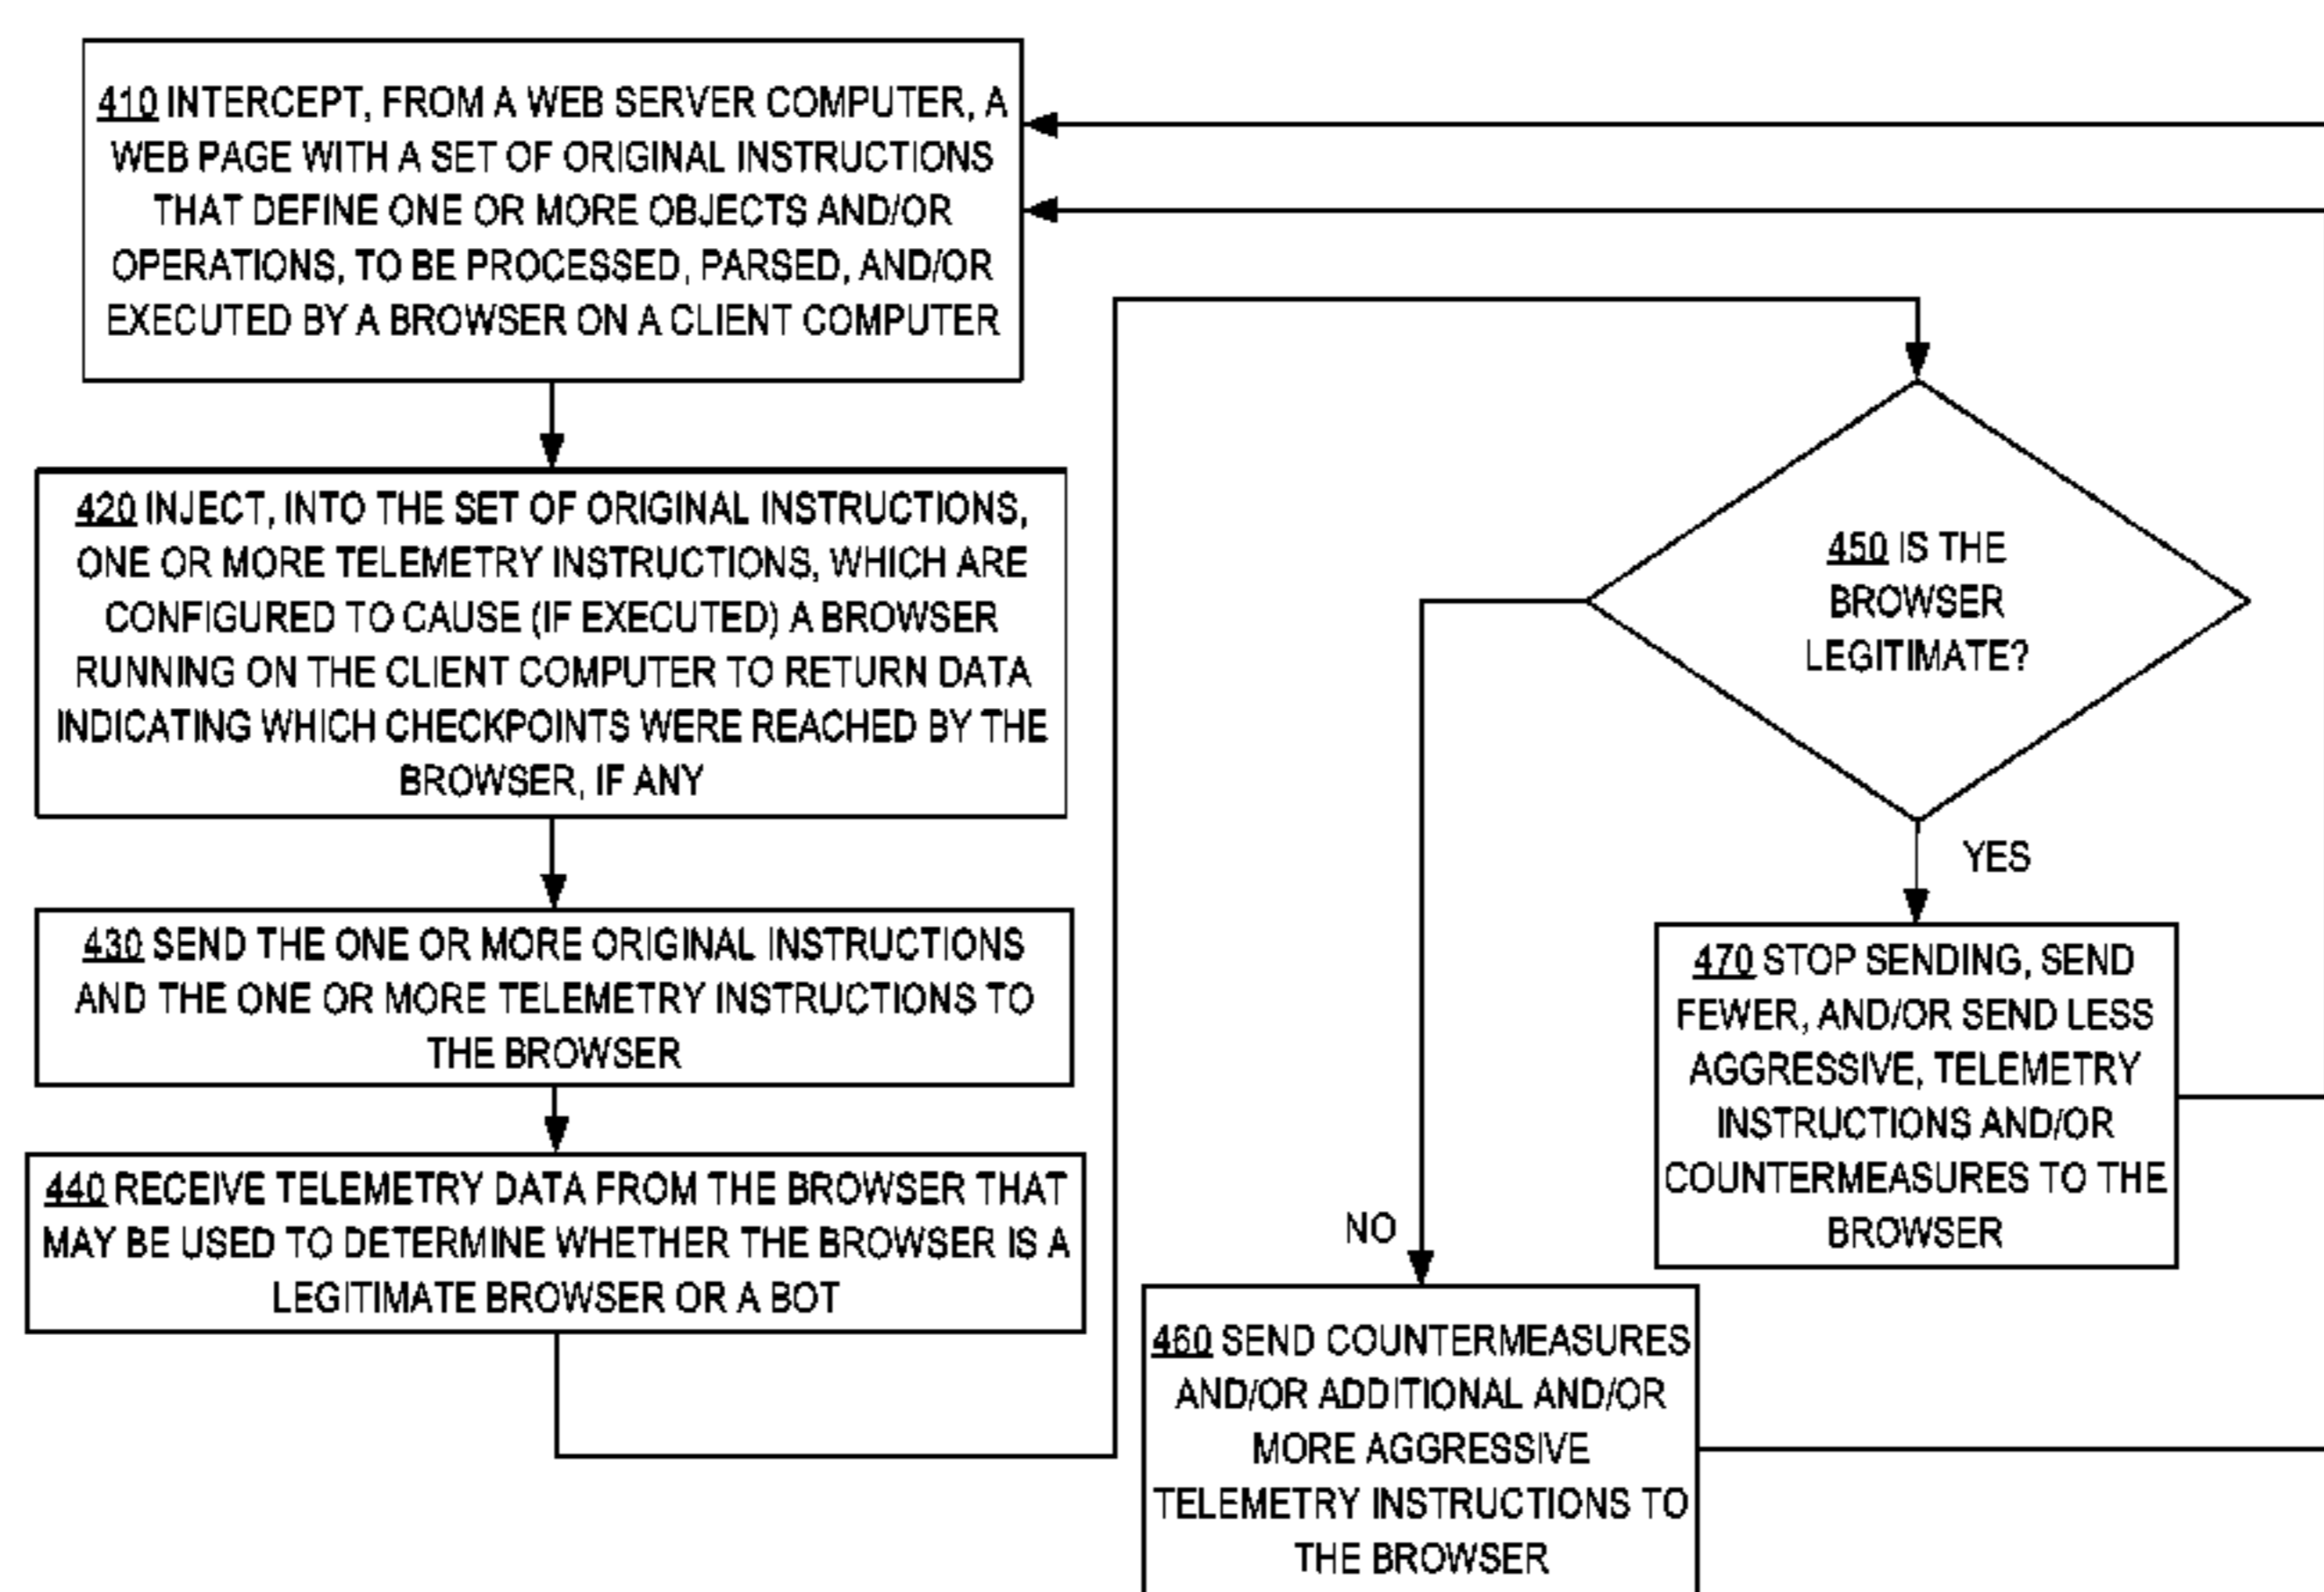 410 INTERCEPT, FROM A WEB SERVER COMPUTER, A
WEB PAGE WITH A SET OF ORIGINAL INSTRUCTIONS
THAT DEFINE ONE OR MORE OBJECTS AND/OR
OPERATIONS, TO BE PROCESSED, PARSED, AND/OR
EXECUTED BY A BROWSER ON A CLIENT COMPUTER
420 INJECT, INTO THE SET OF ORIGINAL INSTRUCTIONS,
ONE OR MORE TELEMETRY INSTRUCTIONS, WHICH ARE
CONFIGURED TO CAUSE (IF EXECUTED) A BROWSER
RUNNING ON THE CLIENT COMPUTER TO RETURN DATA
INDICATING WHICH CHECKPOINTS WERE REACHED BY THE
BROWSER, IF ANY
430 SEND THE ONE OR MORE ORIGINAL INSTRUCTIONS
AND THE ONE OR MORE TELEMETRY INSTRUCTIONS TO
THE BROWSER
440 RECEIVE TELEMETRY DATA FROM THE BROWSER THAT
MAY BE USED TO DETERMINE WHETHER THE BROWSER IS A
LEGITIMATE BROWSER OR A BOT
450 IS THE
BROWSER
LEGITIMATE?
YES
470 STOP SENDING, SEND
FEWER, AND/OR SEND LESS
AGGRESSIVE, TELEMETRY
INSTRUCTIONS AND/OR
COUNTERMEASURES TO THE
BROWSER
NO
460 SEND COUNTERMEASURES
AND/OR ADDITIONAL AND/OR
MORE AGGRESSIVE
TELEMETRY INSTRUCTIONS TO
THE BROWSER